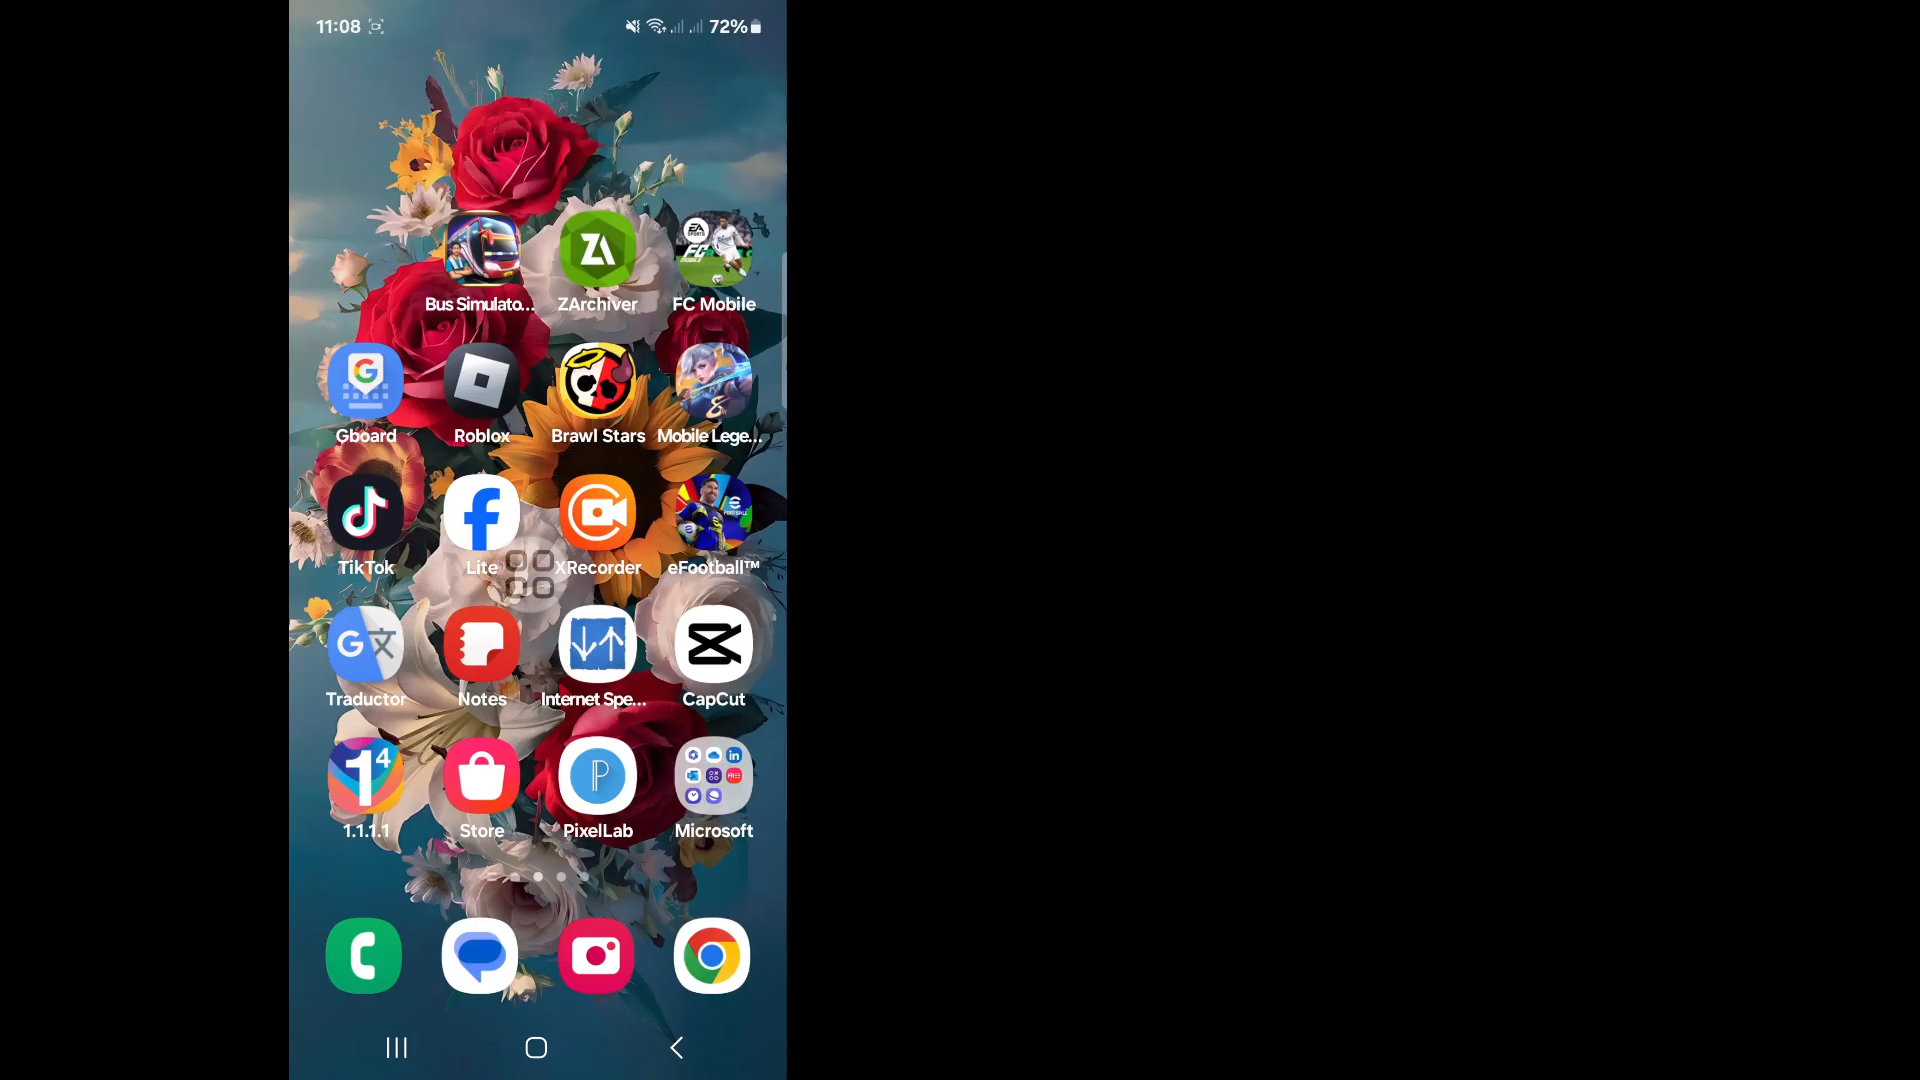 11:08
72%
Bus Simulato...
ZArchiver
FC Mobile
Gboard
Roblox
Brawl Stars
Mobile Lege...
TikTok
Lite
XRecorder
eFootball™
Traductor
Notes
Internet Spe...
CapCut
1.1.1.1
Store
PixelLab
Microsoft